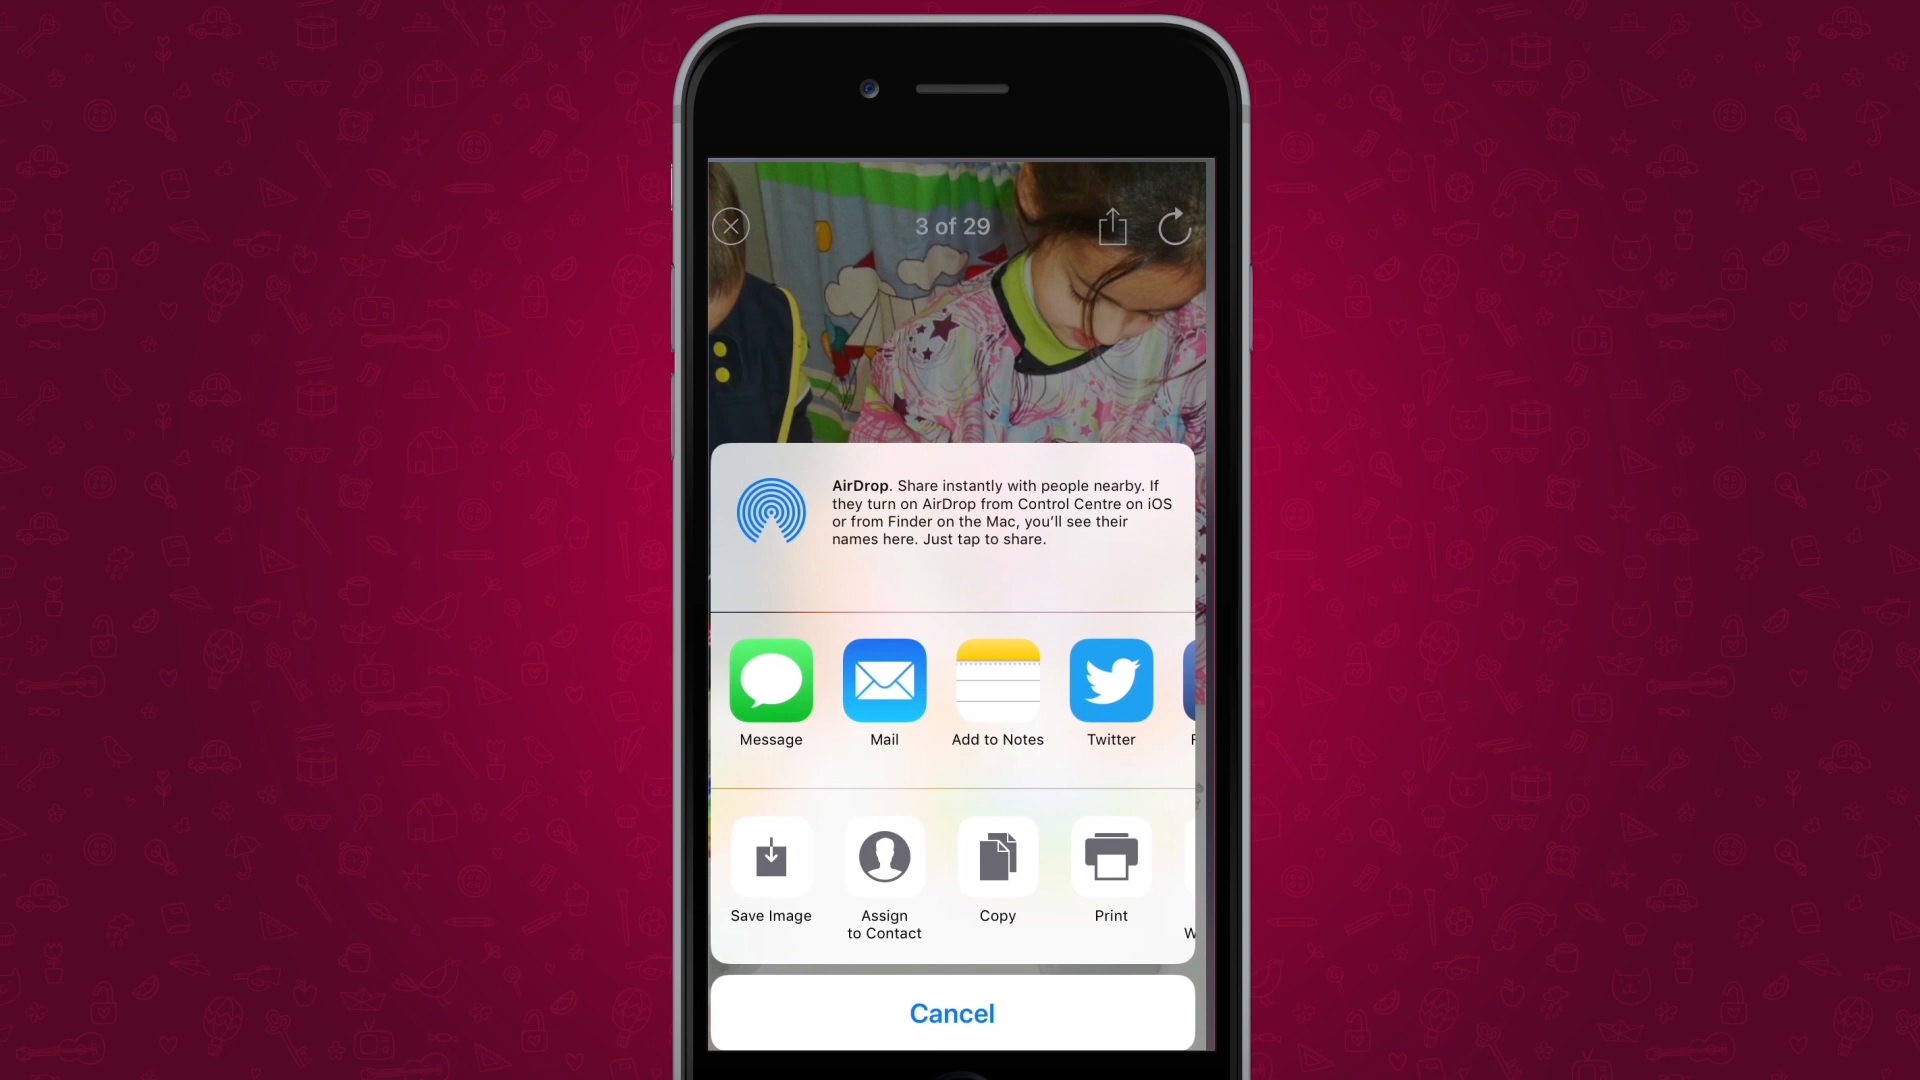 3 of 29
AirDrop. Share instantly with people nearby. If
they turn on AirDrop from Control Centre on iOS
or from Finder on the Mac, you'll see their
names here. Just tap to share.
Message
Mail
Add to Notes
Twitter
Save Image
Assign
to Contact
Copy
Print
Cancel